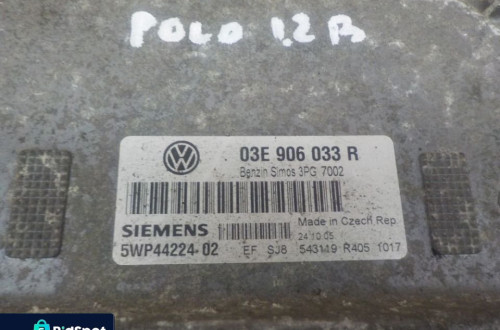 POLO 1.2 B
03E 906 033 R
Benzin Simos 3PG 7002
SIEMENS
Made in Czech Rep.
24.10.05
5WP44224-02 EF SJ8 543149 R405 1017
BidSpot